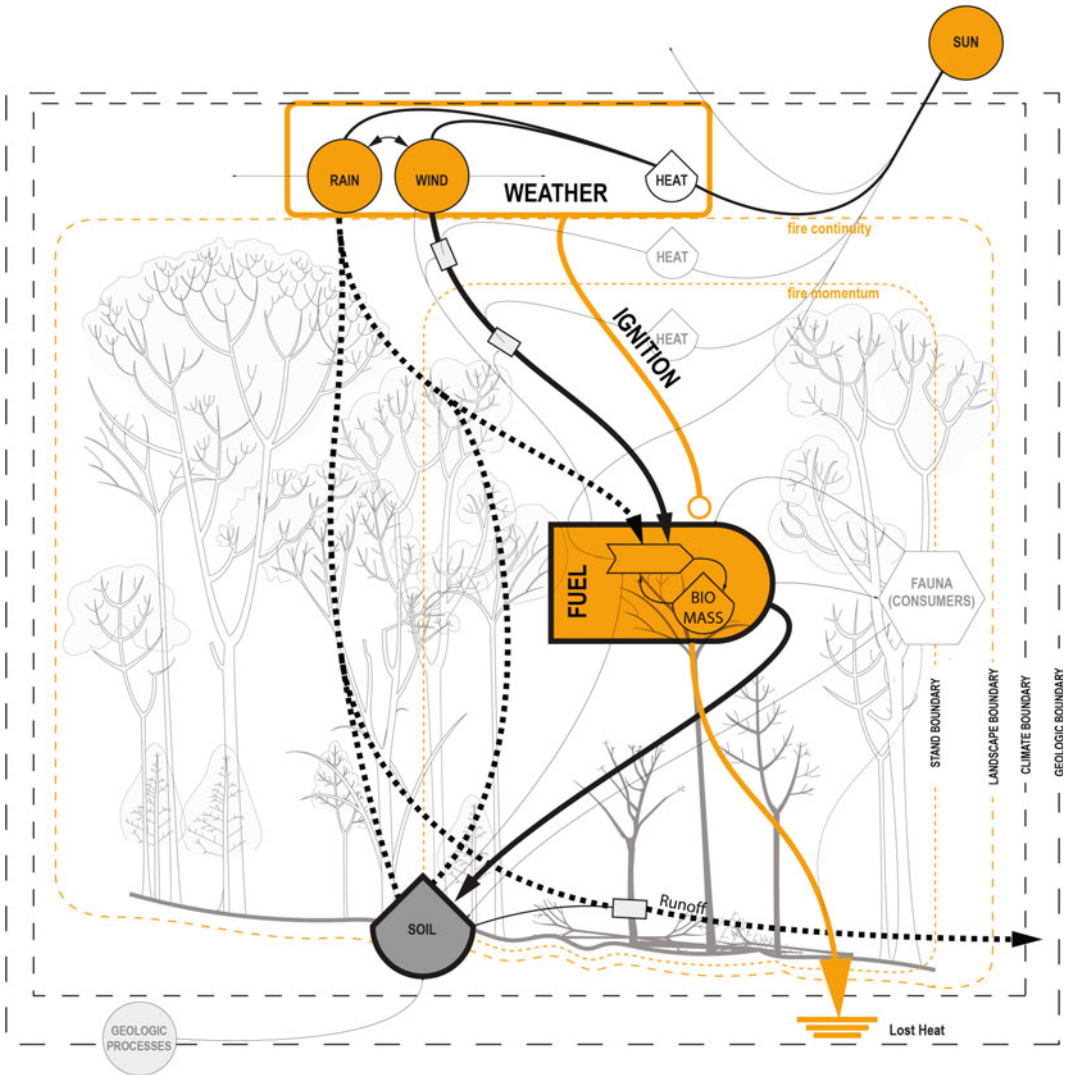 SUN
RAIN
WIND
HEAT
WEATHER
fire continuity
HEAT
fire momentum
IGNITION
HEAT
FUEL
BIO
MASS
FAUNA
(CONSUMERS)
STAND BOUNDARY
LANDSCAPE BOUNDARY
CLIMATE BOUNDARY
GEOLOGIC BOUNDARY
Runoff
SOIL
GEOLOGIC
PROCESSES
Lost Heat